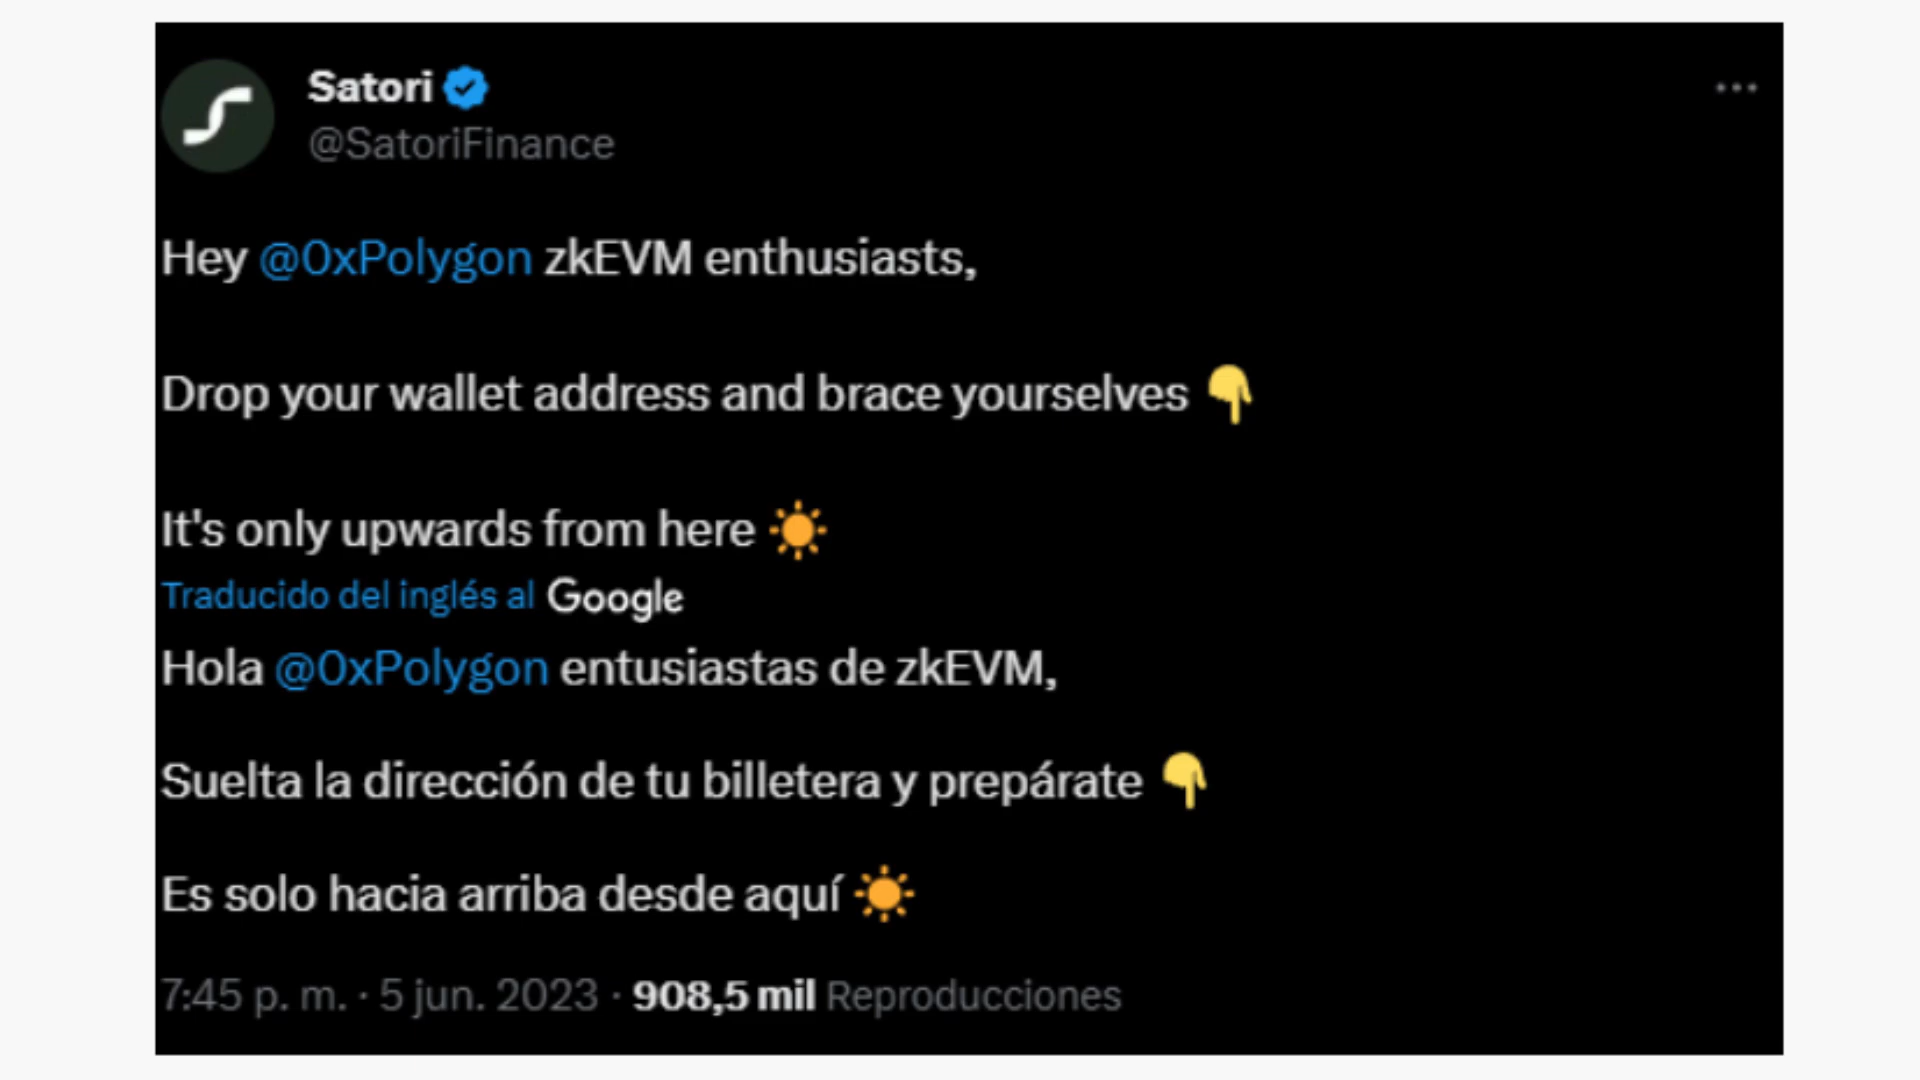 Satori
@SatoriFinance
Hey @0xPolygon zkEVM enthusiasts,
Drop your wallet address and brace yourselves 👇
It's only upwards from here ☀️
Traducido del inglés al Google
Hola @0xPolygon entusiastas de zkEVM,
Suelta la dirección de tu billetera y prepárate 👇
Es solo hacia arriba desde aquí ☀️
7:45 p. m. · 5 jun. 2023 · 908,5 mil Reproducciones